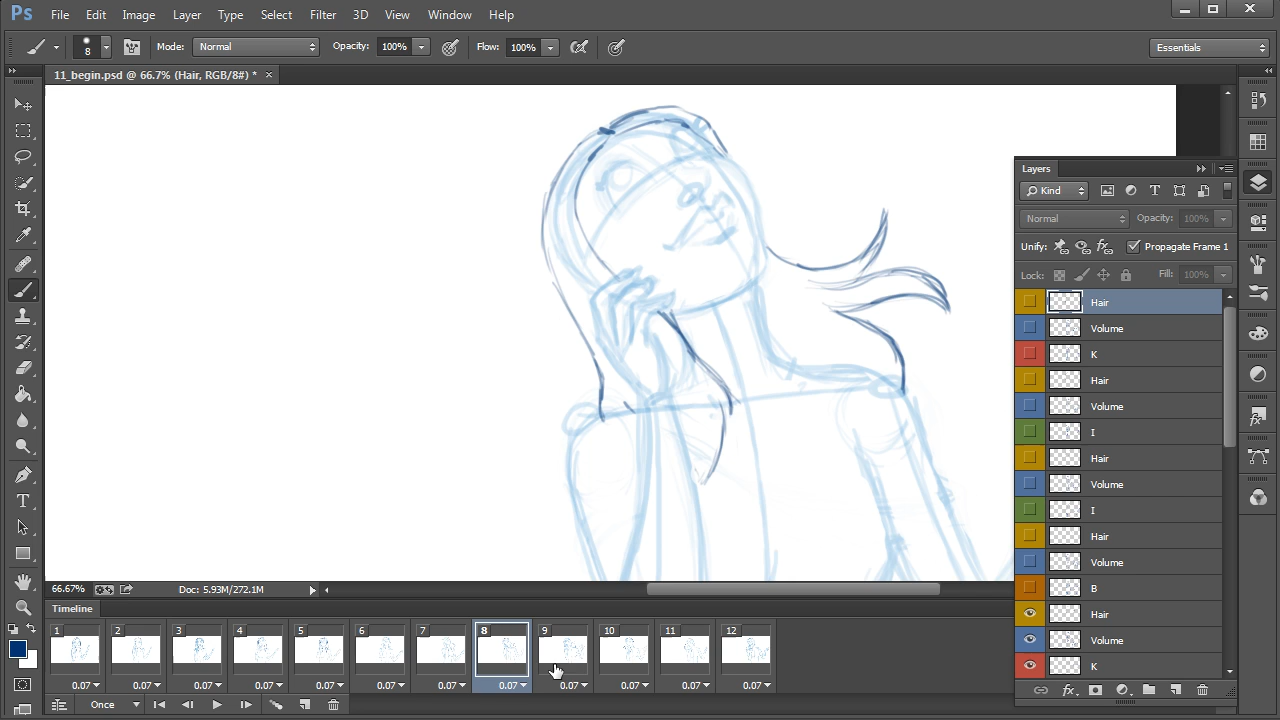 Ps File Edit Image Layer Type Select Filter 3D View Window Help
8 Mode: Normal Opacity: 100% Flow: 100% Essentials
11_begin.psd @ 66.7% (Hair, RGB/8#) * ×
Layers
Kind T
Normal Opacity: 100%
Unify: Propagate Frame 1
Lock: Fill: 100%
Hair
Volume
K
Hair
Volume
I
Hair
Volume
I
Hair
Volume
B
Hair
Volume
K
66.67% Doc: 5.93M/272.1M
Timeline
1 2 3 4 5 6 7 8 9 10 11 12
0.07 0.07 0.07 0.07 0.07 0.07 0.07 0.07 0.07 0.07 0.07 0.07
Once